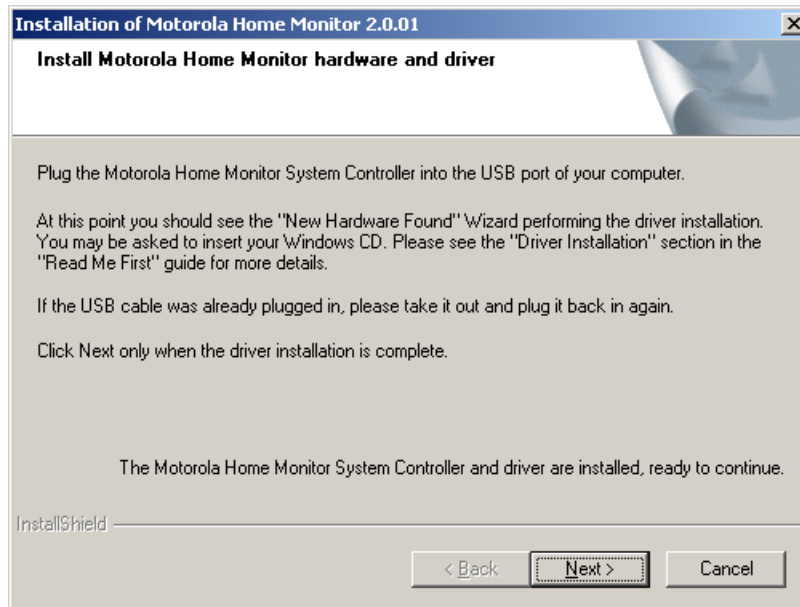 Installation of Motorola Home Monitor 2.0.01
Install Motorola Home Monitor hardware and driver
Plug the Motorola Home Monitor System Controller into the USB port of your computer.
At this point you should see the "New Hardware Found" Wizard performing the driver installation.
You may be asked to insert your Windows CD. Please see the "Driver Installation" section in the
"Read Me First" guide for more details.
If the USB cable was already plugged in, please take it out and plug it back in again.
Click Next only when the driver installation is complete.
The Motorola Home Monitor System Controller and driver are installed, ready to continue.
InstallShield
< Back Next > Cancel